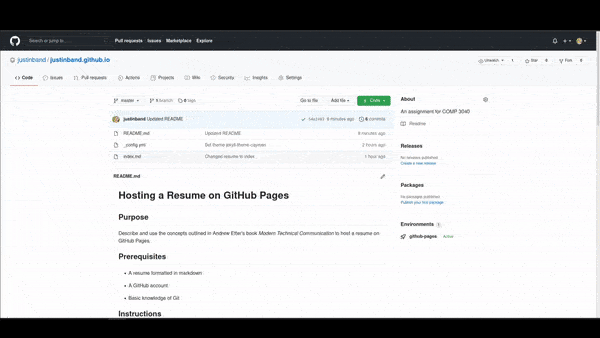 Search or jump to...
Pull requests Issues Marketplace Explore
justinband / justinband.github.io
Unwatch 1 Star 0 Fork 0
Code Issues Pull requests Actions Projects Wiki Security Insights Settings
master 1 branch 0 tags Go to file Add file Code
justinband Updated README 8 minutes ago 6 commits
README.md Updated README 8 minutes ago
_config.yml Set theme jekyll-theme-cayman 2 hours ago
index.md Changed resume to index 1 hour ago
README.md
Hosting a Resume on GitHub Pages
Purpose
Describe and use the concepts outlined in Andrew Etter's book Modern Technical Communication to host a resume on
GitHub Pages.
Prerequisites
A resume formatted in markdown
A GitHub account
Basic knowledge of Git
Instructions
About
An assignment for COMP 3040
Readme
Releases
No releases published
Create a new release
Packages
No packages published
Publish your first package
Environments 1
github-pages Active